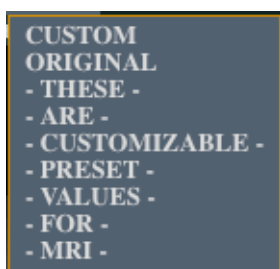 CUSTOM
ORIGINAL
- THESE -
- ARE -
- CUSTOMIZABLE -
- PRESET -
- VALUES -
- FOR -
- MRI -